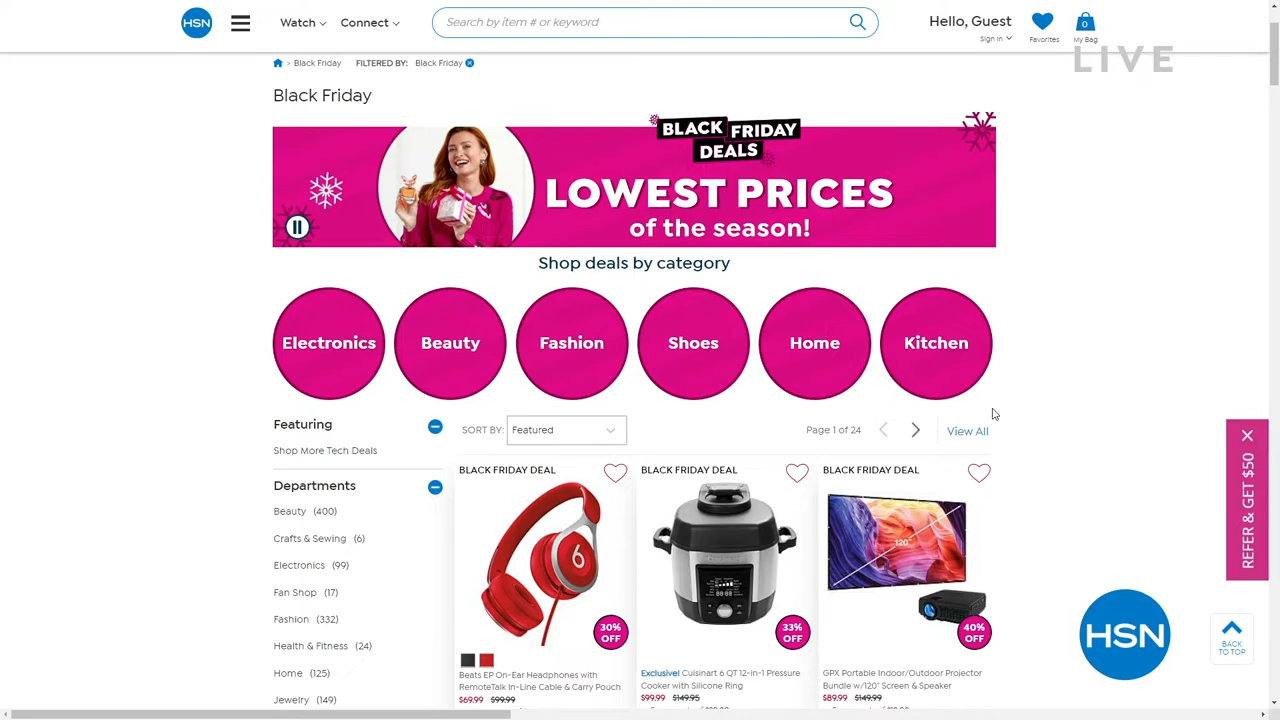 HSN
Watch
Connect
Search by item # or keyword
Hello, Guest
Sign In
Favorites
0
My Bag
LIVE
> Black Friday
FILTERED BY:
Black Friday
Black Friday
BLACK FRIDAY
DEALS
LOWEST PRICES
of the season!
Shop deals by category
Electronics
Beauty
Fashion
Shoes
Home
Kitchen
Featuring
Shop More Tech Deals
Departments
Beauty (400)
Crafts & Sewing (6)
Electronics (99)
Fan Shop (17)
Fashion (332)
Health & Fitness (24)
Home (125)
Jewelry (149)
SORT BY:
Featured
Page 1 of 24
View All
BLACK FRIDAY DEAL
30%
OFF
Beats EP On-Ear Headphones with
RemoteTalk In-Line Cable & Carry Pouch
$69.99 $99.99
BLACK FRIDAY DEAL
33%
OFF
Exclusive! Cuisinart 6 QT 12-in-1 Pressure
Cooker with Silicone Ring
$99.99 $149.95
BLACK FRIDAY DEAL
120"
40%
OFF
GPX Portable Indoor/Outdoor Projector
Bundle w/120" Screen & Speaker
$89.99 $149.99
REFER & GET $50
HSN
BACK
TO TOP